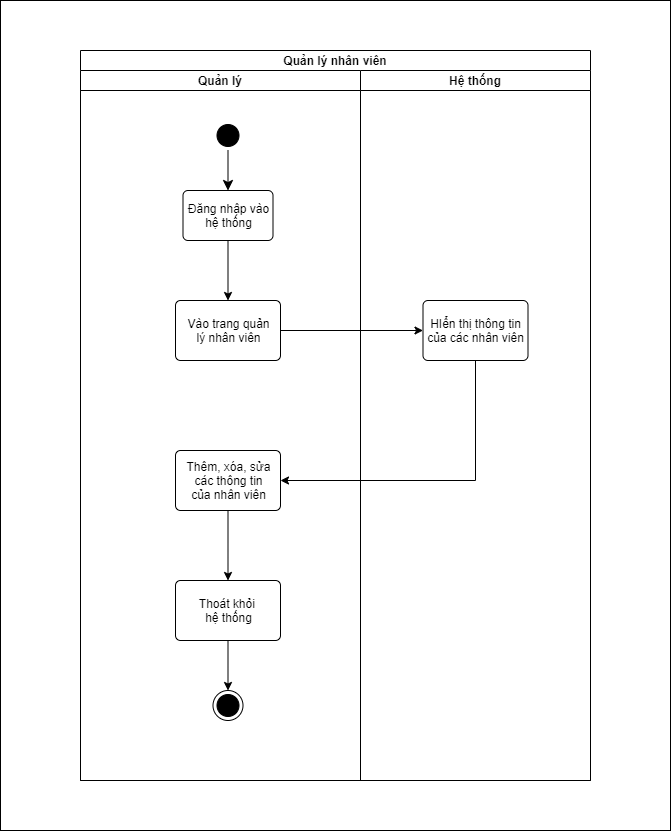 Quản lý nhân viên
Quản lý
Hệ thống
Đăng nhập vào
hệ thống
Vào trang quản
lý nhân viên
HIển thị thông tin
của các nhân viên
Thêm, xóa, sửa
các thông tin
của nhân viên
Thoát khỏi
hệ thống